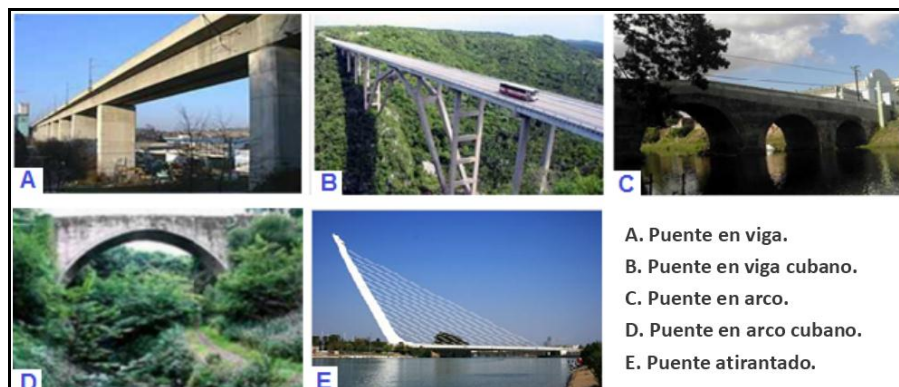 A
B
C
D
E
A. Puente en viga.
B. Puente en viga cubano.
C. Puente en arco.
D. Puente en arco cubano.
E. Puente atirantado.